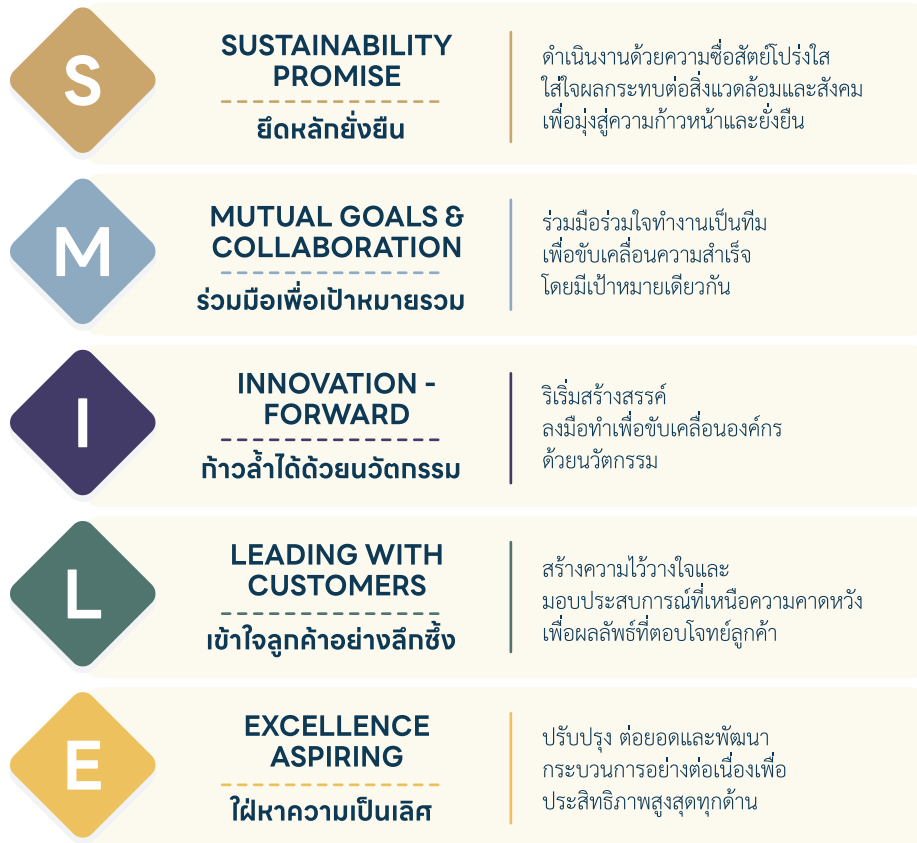 S
SUSTAINABILITY
PROMISE
ยึดหลักยั่งยืน
ดำเนินงานด้วยความซื่อสัตย์โปร่งใส
ใส่ใจผลกระทบต่อสิ่งแวดล้อมและสังคม
เพื่อมุ่งสู่ความก้าวหน้าและยั่งยืน
M
MUTUAL GOALS &
COLLABORATION
ร่วมมือเพื่อเป้าหมายรวม
ร่วมมือร่วมใจทำงานเป็นทีม
เพื่อขับเคลื่อนความสำเร็จ
โดยมีเป้าหมายเดียวกัน
I
INNOVATION -
FORWARD
ก้าวล้ำได้ด้วยนวัตกรรม
ริเริ่มสร้างสรรค์
ลงมือทำเพื่อขับเคลื่อนองค์กร
ด้วยนวัตกรรม
L
LEADING WITH
CUSTOMERS
เข้าใจลูกค้าอย่างลึกซึ้ง
สร้างความไว้วางใจและ
มอบประสบการณ์ที่เหนือความคาดหวัง
เพื่อผลลัพธ์ที่ตอบโจทย์ลูกค้า
E
EXCELLENCE
ASPIRING
ใฝ่หาความเป็นเลิศ
ปรับปรุง ต่อยอดและพัฒนา
กระบวนการอย่างต่อเนื่องเพื่อ
ประสิทธิภาพสูงสุดทุกด้าน